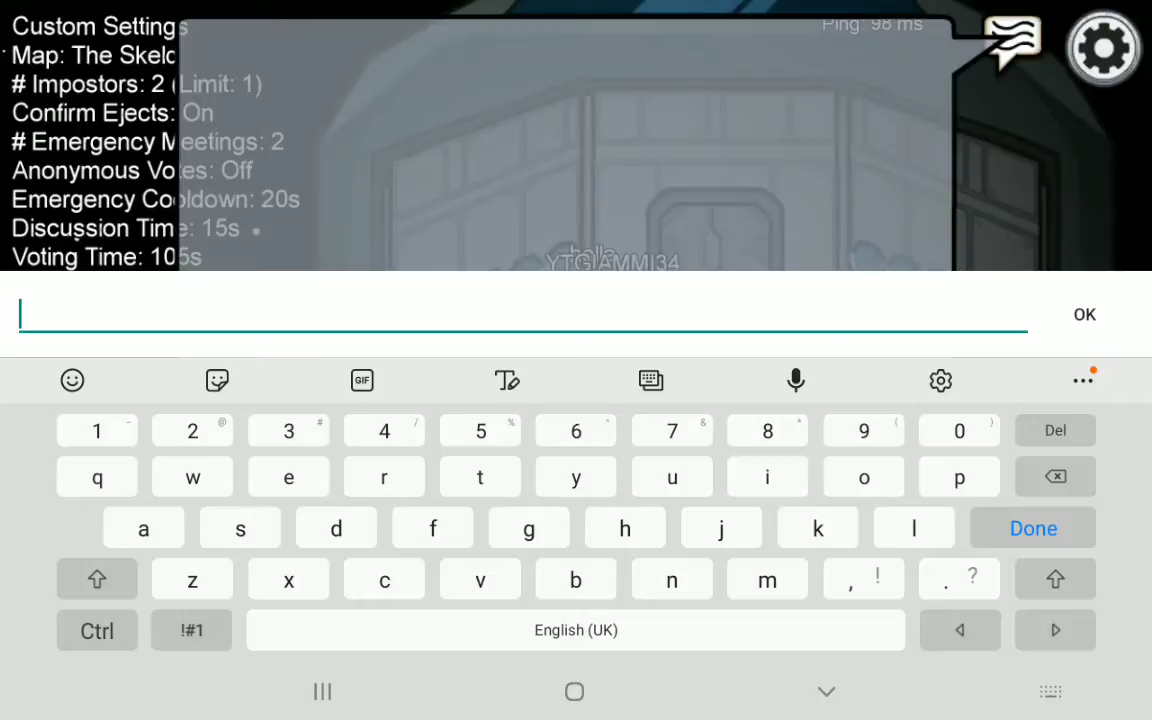 Custom Settings
Ping: 98 ms
Map: The Skeld
# Impostors: 2 (Limit: 1)
Confirm Ejects: On
# Emergency Meetings: 2
Anonymous Votes: Off
Emergency Cooldown: 20s
Discussion Time: 15s
Voting Time: 105s
OK
GIF
1 - 2 @ 3 # 4 / 5 % 6 ^ 7 & 8 * 9 ( 0 ) Del
q w e r t y u i o p
a s d f g h j k l Done
z x c v b n m , ! . ?
Ctrl !#1 English (UK)